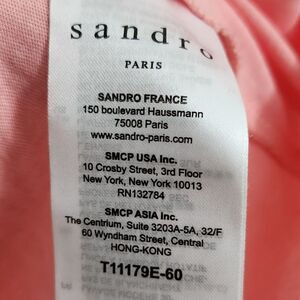 sandro
PARIS
SANDRO FRANCE
150 boulevard Haussmann
75008 Paris
www.sandro-paris.com
SMCP USA Inc.
10 Crosby Street, 3rd Floor
New York, New York 10013
RN132784
SMCP ASIA Inc.
The Centrium, Suite 3203A-5A, 32/F
60 Wyndham Street, Central
HONG-KONG
T11179E-60